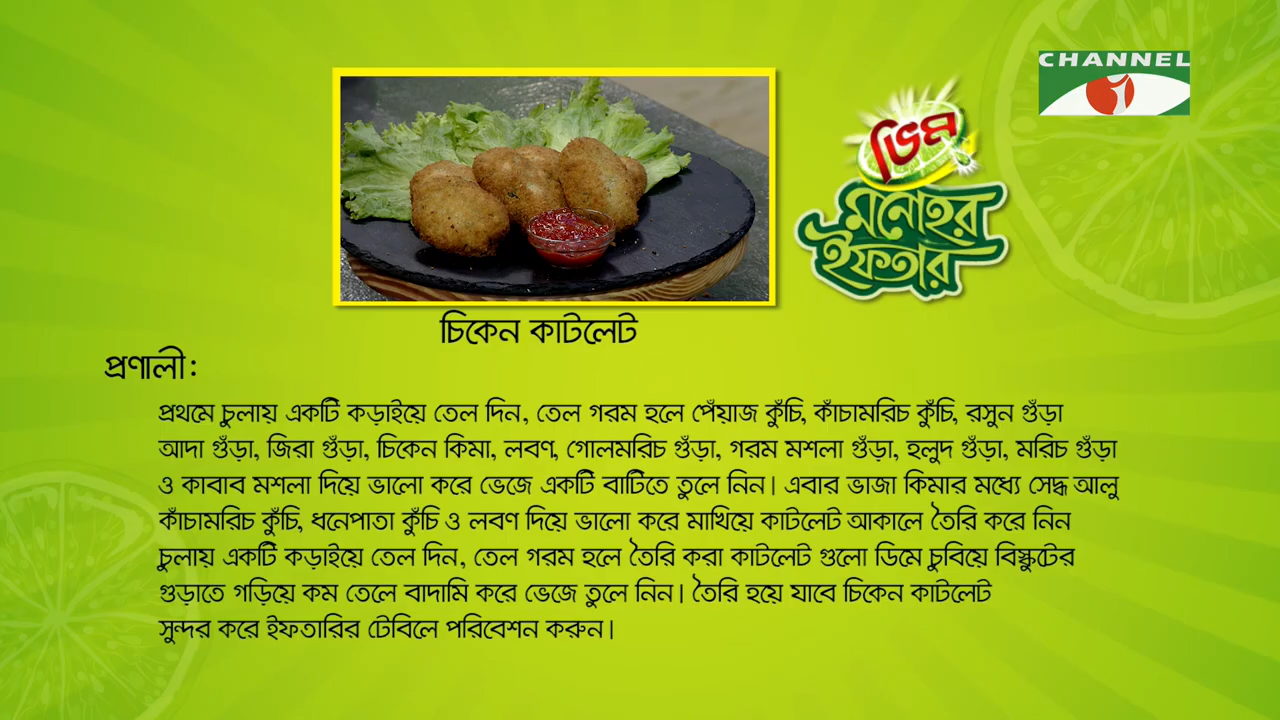 CHANNEL
ভিম
মনোহর
ইফতার
চিকেন কাটলেট
প্রণালী:
প্রথমে চুলায় একটি কড়াইয়ে তেল দিন, তেল গরম হলে পেঁয়াজ কুঁচি, কাঁচামরিচ কুঁচি, রসুন গুঁড়া
আদা গুঁড়া, জিরা গুঁড়া, চিকেন কিমা, লবণ, গোলমরিচ গুঁড়া, গরম মশলা গুঁড়া, হলুদ গুঁড়া, মরিচ গুঁড়া
ও কাবাব মশলা দিয়ে ভালো করে ভেজে একটি বাটিতে তুলে নিন। এবার ভাজা কিমার মধ্যে সেদ্ধ আলু
কাঁচামরিচ কুঁচি, ধনেপাতা কুঁচি ও লবণ দিয়ে ভালো করে মাখিয়ে কাটলেট আকালে তৈরি করে নিন
চুলায় একটি কড়াইয়ে তেল দিন, তেল গরম হলে তৈরি করা কাটলেট গুলো ডিমে চুবিয়ে বিস্কুটের
গুড়াতে গড়িয়ে কম তেলে বাদামি করে ভেজে তুলে নিন। তৈরি হয়ে যাবে চিকেন কাটলেট
সুন্দর করে ইফতারির টেবিলে পরিবেশন করুন।